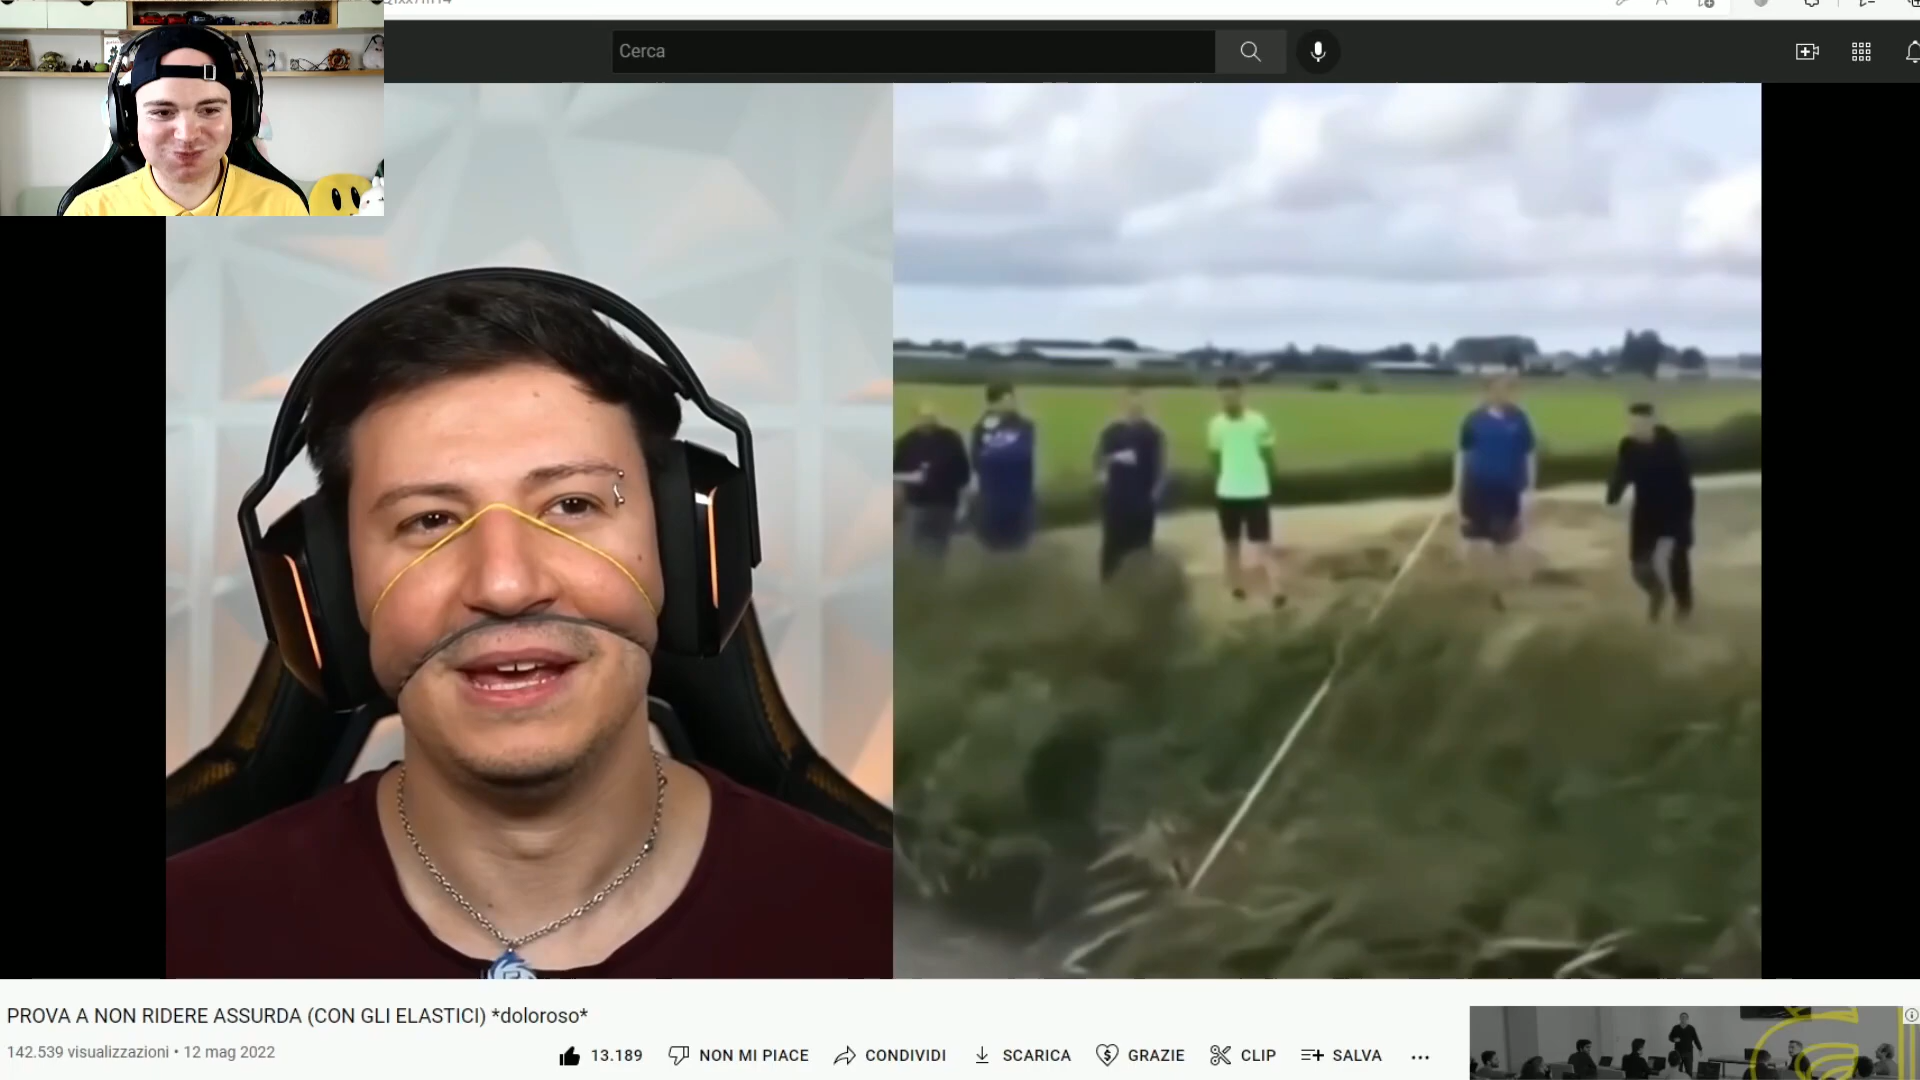 Cerca
PROVA A NON RIDERE ASSURDA (CON GLI ELASTICI) *doloroso*
142.539 visualizzazioni • 12 mag 2022
13.189 NON MI PIACE CONDIVIDI SCARICA GRAZIE CLIP SALVA